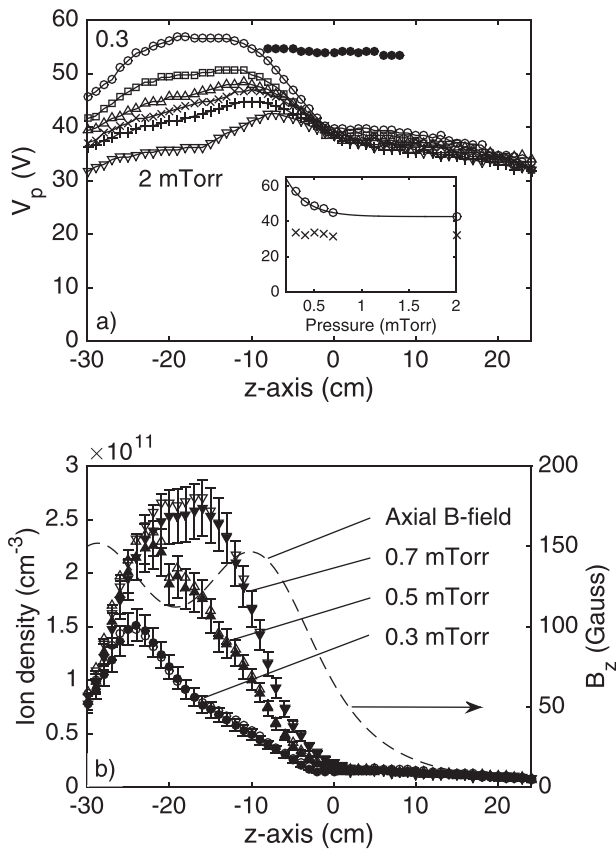 60
0.3
50
40
30
20
10
0
V_p (V)
2 mTorr
60
40
20
0
0.5 1 1.5 2
Pressure (mTorr)
a)
-30 -20 -10 0 10 20
z-axis (cm)
×10^11
3
2.5
2
1.5
1
0.5
0
Ion density (cm^-3)
200
150
100
50
0
B_z (Gauss)
Axial B-field
0.7 mTorr
0.5 mTorr
0.3 mTorr
b)
-30 -20 -10 0 10 20
z-axis (cm)